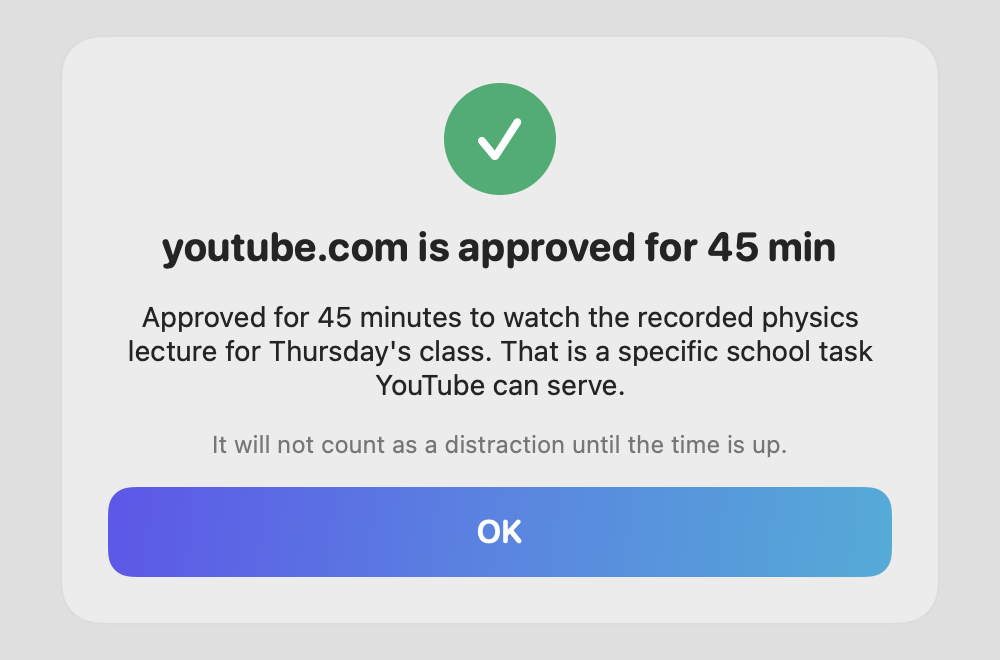 youtube.com is approved for 45 min
Approved for 45 minutes to watch the recorded physics
lecture for Thursday's class. That is a specific school task
YouTube can serve.
It will not count as a distraction until the time is up.
OK